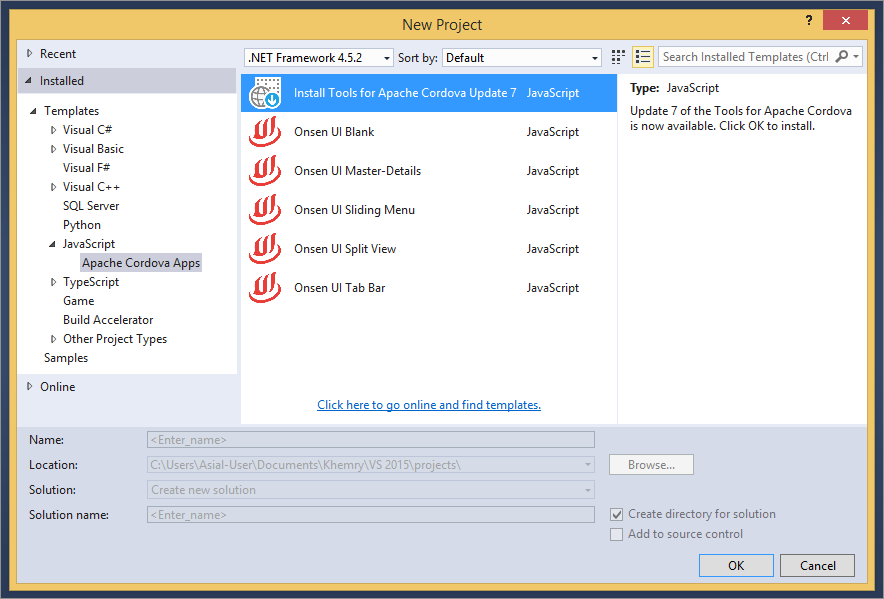 New Project
?
Recent
Installed
Templates
Visual C#
Visual Basic
Visual F#
Visual C++
SQL Server
Python
JavaScript
Apache Cordova Apps
TypeScript
Game
Build Accelerator
Other Project Types
Samples
Online
.NET Framework 4.5.2 Sort by: Default
Search Installed Templates (Ctrl
Install Tools for Apache Cordova Update 7 JavaScript
Onsen UI Blank JavaScript
Onsen UI Master-Details JavaScript
Onsen UI Sliding Menu JavaScript
Onsen UI Split View JavaScript
Onsen UI Tab Bar JavaScript
Click here to go online and find templates.
Type: JavaScript
Update 7 of the Tools for Apache Cordova
is now available. Click OK to install.
Name: <Enter_name>
Location: C:\Users\Asial-User\Documents\Khemry\VS 2015\projects\ Browse...
Solution: Create new solution
Solution name: <Enter_name>
Create directory for solution
Add to source control
OK Cancel